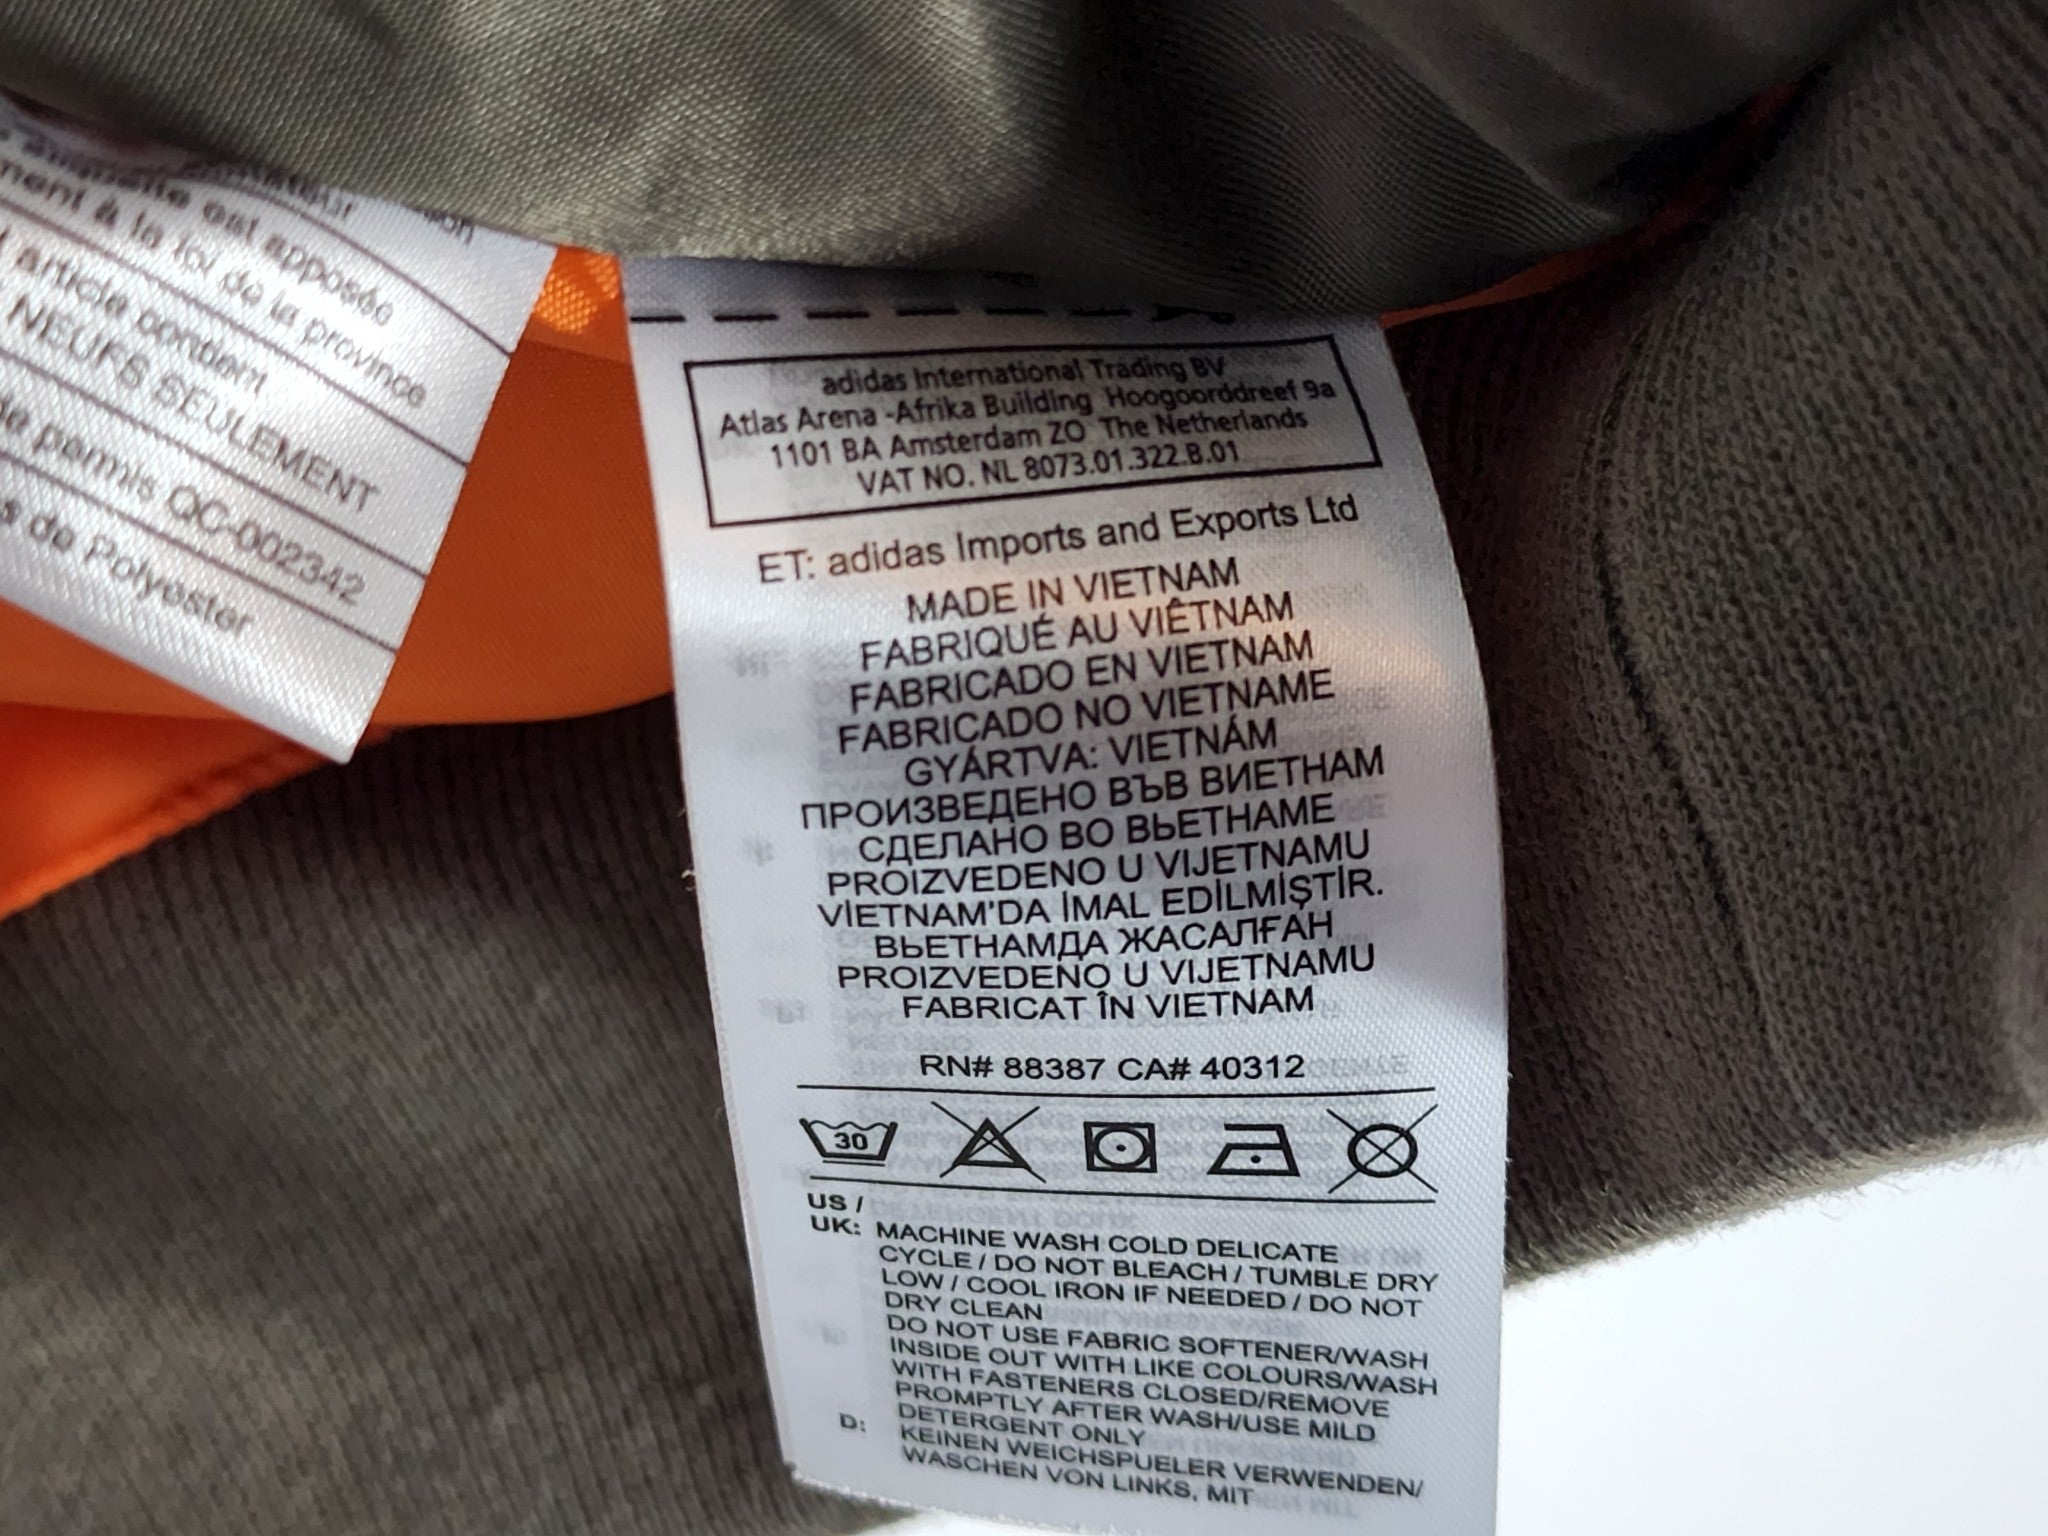 est apposée
à la loi de la province
article contient
NEUFS SEULEMENT
permis QC-002342
de Polyester
adidas International Trading BV
Atlas Arena -Afrika Building Hoogoorddreef 9a
1101 BA Amsterdam ZO The Netherlands
VAT NO. NL 8073.01.322.B.01
ET: adidas Imports and Exports Ltd
MADE IN VIETNAM
FABRIQUÉ AU VIÊTNAM
FABRICADO EN VIETNAM
FABRICADO NO VIETNAME
GYÁRTVA: VIETNÁM
ПРОИЗВЕДЕНО ВЪВ ВИЕТНАМ
СДЕЛАНО ВО ВЬЕТНАМЕ
PROIZVEDENO U VIJETNAMU
VİETNAM'DA İMAL EDİLMİŞTİR.
ВЬЕТНАМДА ЖАСАЛҒАН
PROIZVEDENO U VIJETNAMU
FABRICAT ÎN VIETNAM
RN# 88387 CA# 40312
30
US /
UK: MACHINE WASH COLD DELICATE
CYCLE / DO NOT BLEACH / TUMBLE DRY
LOW / COOL IRON IF NEEDED / DO NOT
DRY CLEAN
DO NOT USE FABRIC SOFTENER/WASH
INSIDE OUT WITH LIKE COLOURS/WASH
WITH FASTENERS CLOSED/REMOVE
PROMPTLY AFTER WASH/USE MILD
DETERGENT ONLY
D: KEINEN WEICHSPUELER VERWENDEN/
WASCHEN VON LINKS, MIT